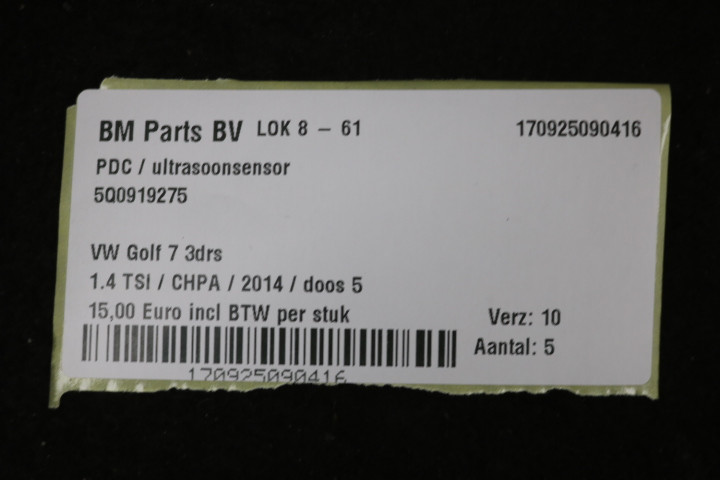 BM Parts BV LOK 8 – 61 170925090416
PDC / ultrasoonsensor
5Q0919275
VW Golf 7 3drs
1.4 TSI / CHPA / 2014 / doos 5
15,00 Euro incl BTW per stuk Verz: 10
Aantal: 5
170925090416